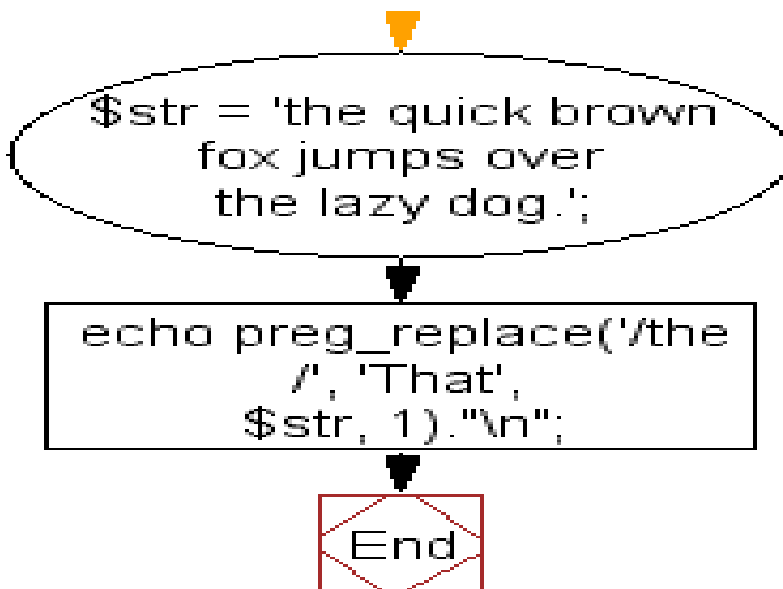 $str = 'the quick brown
fox jumps over
the lazy dog.';
echo preg_replace('/the
/', 'That',
$str, 1)."\n";
End